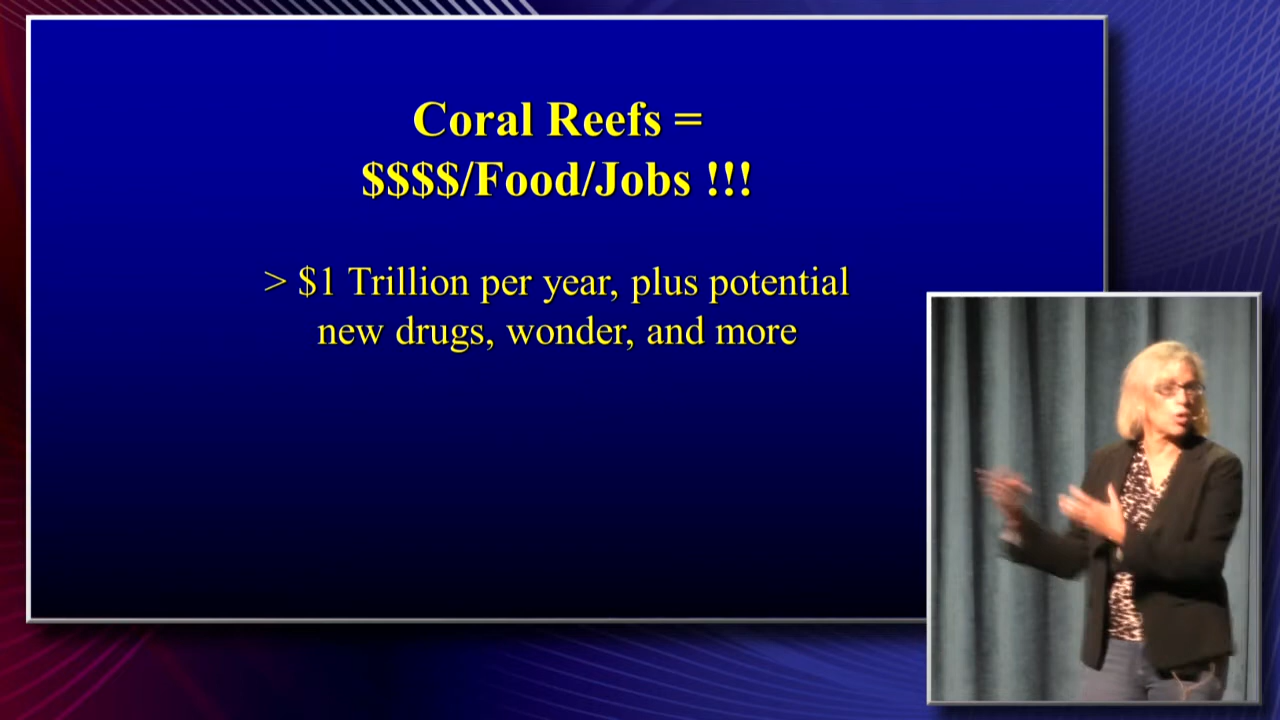 Coral Reefs =
$$$$/Food/Jobs !!!
> $1 Trillion per year, plus potential
new drugs, wonder, and more